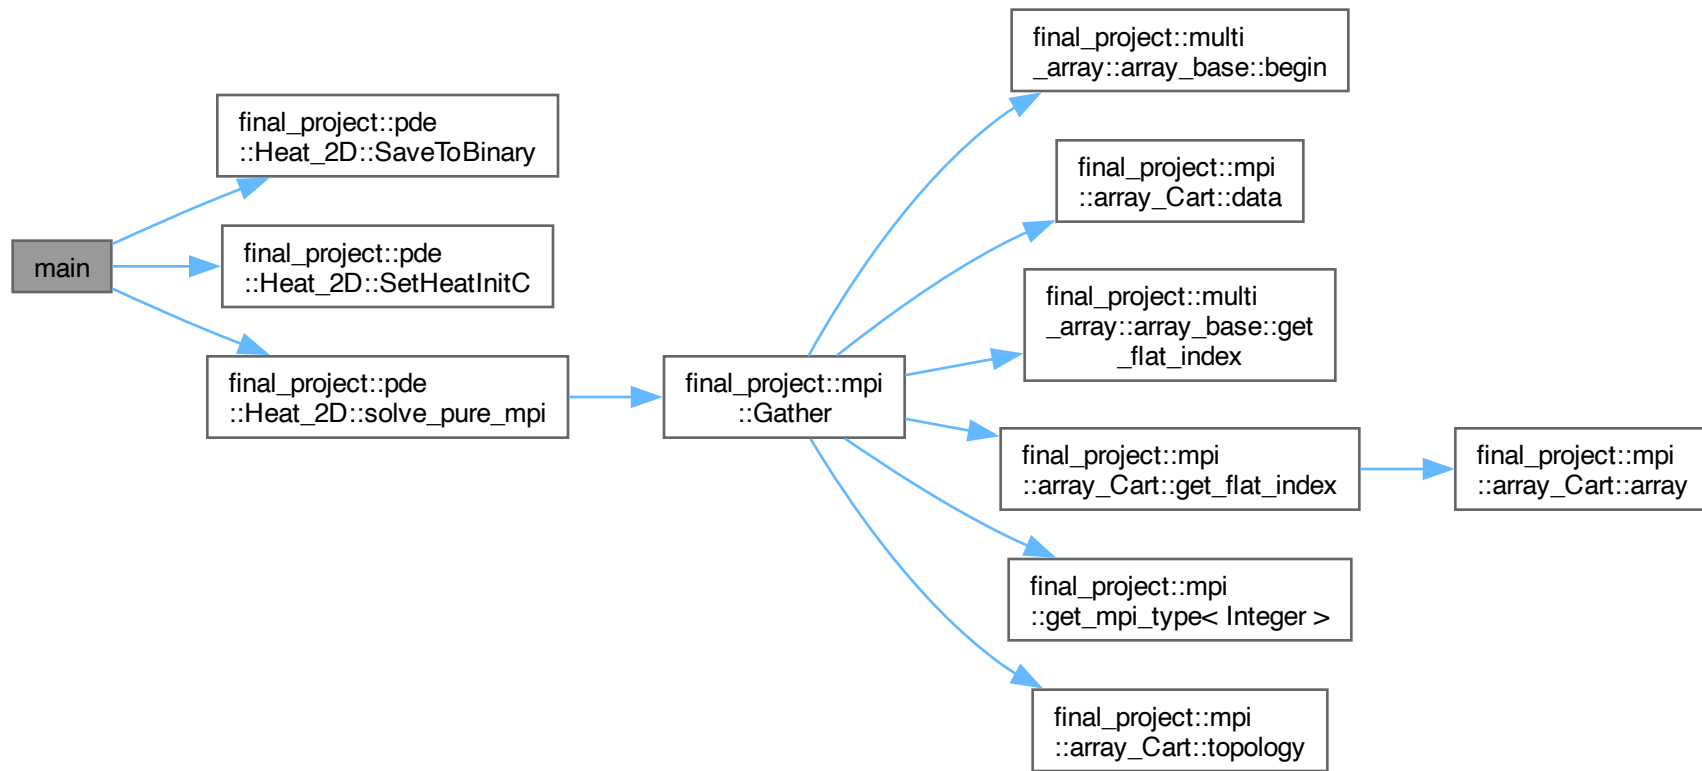 main
final_project::pde
::Heat_2D::SaveToBinary
final_project::pde
::Heat_2D::SetHeatInitC
final_project::pde
::Heat_2D::solve_pure_mpi
final_project::mpi
::Gather
final_project::multi
_array::array_base::begin
final_project::mpi
::array_Cart::data
final_project::multi
_array::array_base::get
_flat_index
final_project::mpi
::array_Cart::get_flat_index
final_project::mpi
::get_mpi_type< Integer >
final_project::mpi
::array_Cart::topology
final_project::mpi
::array_Cart::array